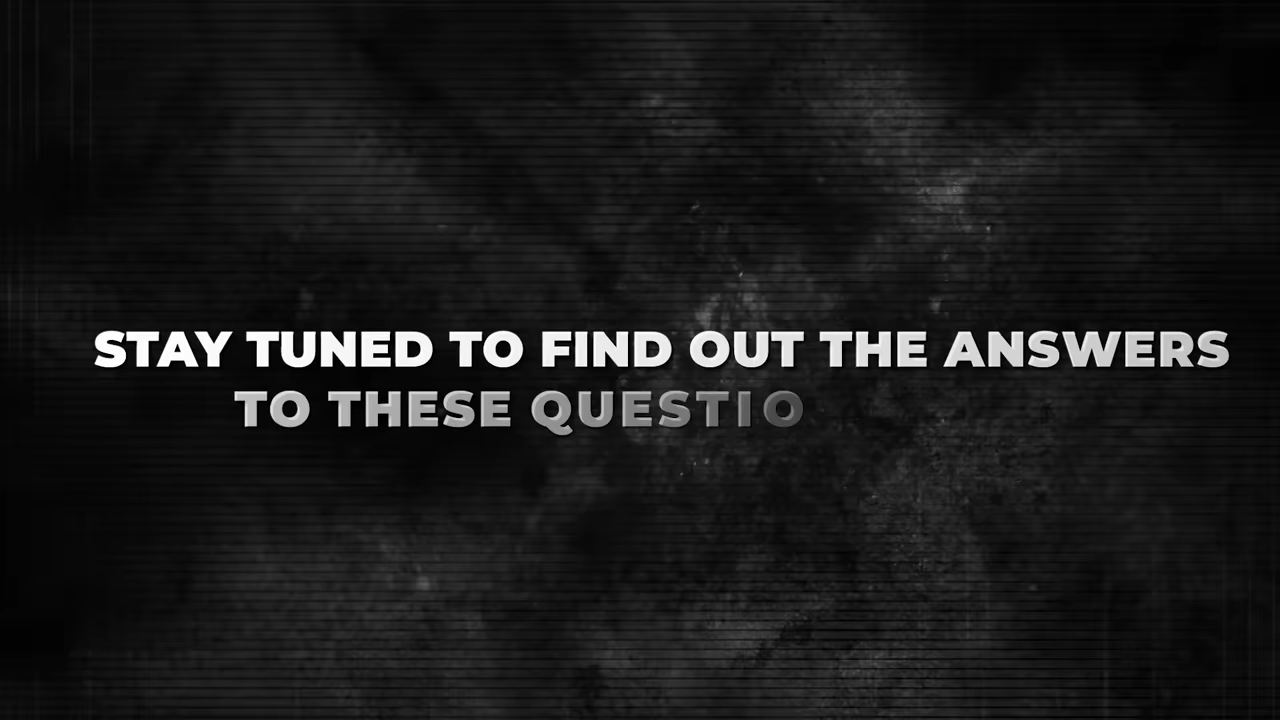 STAY TUNED TO FIND OUT THE ANSWERS
TO THESE QUESTIO